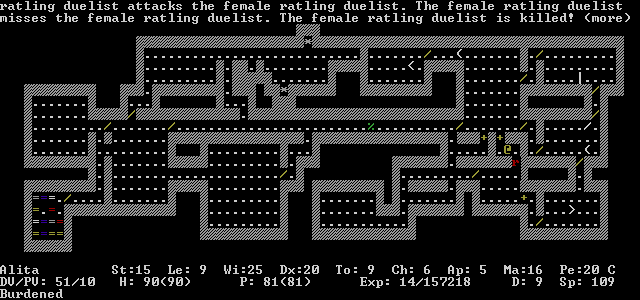 ratling duelist attacks the female ratling duelist. The female ratling duelist
misses the female ratling duelist. The female ratling duelist is killed! (more)
Alita St:15 Le: 9 Wi:25 Dx:20 To: 9 Ch: 6 Ap: 5 Ma:16 Pe:20 C
DV/PV: 51/10 H: 90(90) P: 81(81) Exp: 14/157218 D: 9 Sp: 109
Burdened